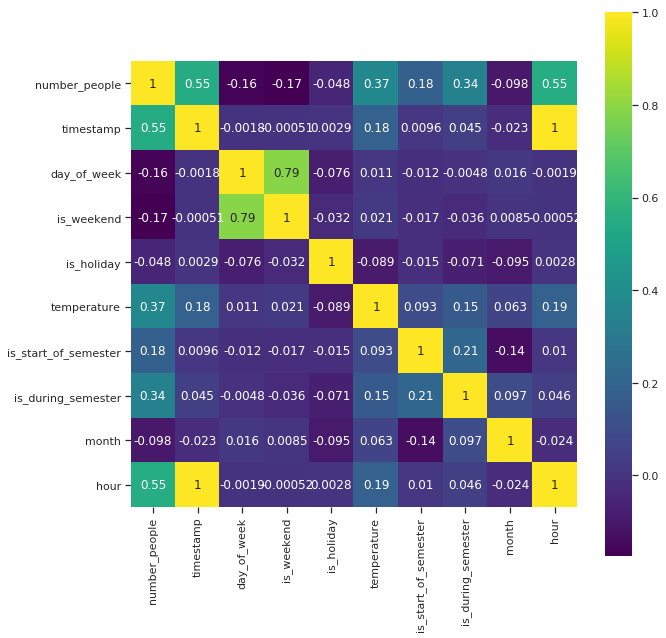 1.0
number_people 1 0.55 -0.16 -0.17 -0.048 0.37 0.18 0.34 -0.098 0.55
timestamp 0.55 1 -0.0018 -0.00051 0.0029 0.18 0.0096 0.045 -0.023 1
0.8
day_of_week -0.16 -0.0018 1 0.79 -0.076 0.011 -0.012 -0.0048 0.016 -0.0019
is_weekend -0.17 -0.00051 0.79 1 -0.032 0.021 -0.017 -0.036 0.0085 -0.00052
0.6
is_holiday -0.048 0.0029 -0.076 -0.032 1 -0.089 -0.015 -0.071 -0.095 0.0028
0.4
temperature 0.37 0.18 0.011 0.021 -0.089 1 0.093 0.15 0.063 0.19
is_start_of_semester 0.18 0.0096 -0.012 -0.017 -0.015 0.093 1 0.21 -0.14 0.01
0.2
is_during_semester 0.34 0.045 -0.0048 -0.036 -0.071 0.15 0.21 1 0.097 0.046
month -0.098 -0.023 0.016 0.0085 -0.095 0.063 -0.14 0.097 1 -0.024
0.0
hour 0.55 1 -0.0019 -0.00052 0.0028 0.19 0.01 0.046 -0.024 1
number_people
timestamp
day_of_week
is_weekend
is_holiday
temperature
is_start_of_semester
is_during_semester
month
hour